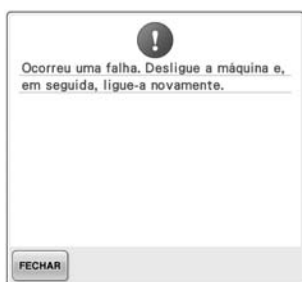 Ocorreu uma falha. Desligue a máquina e,
em seguida, ligue-a novamente.
FECHAR